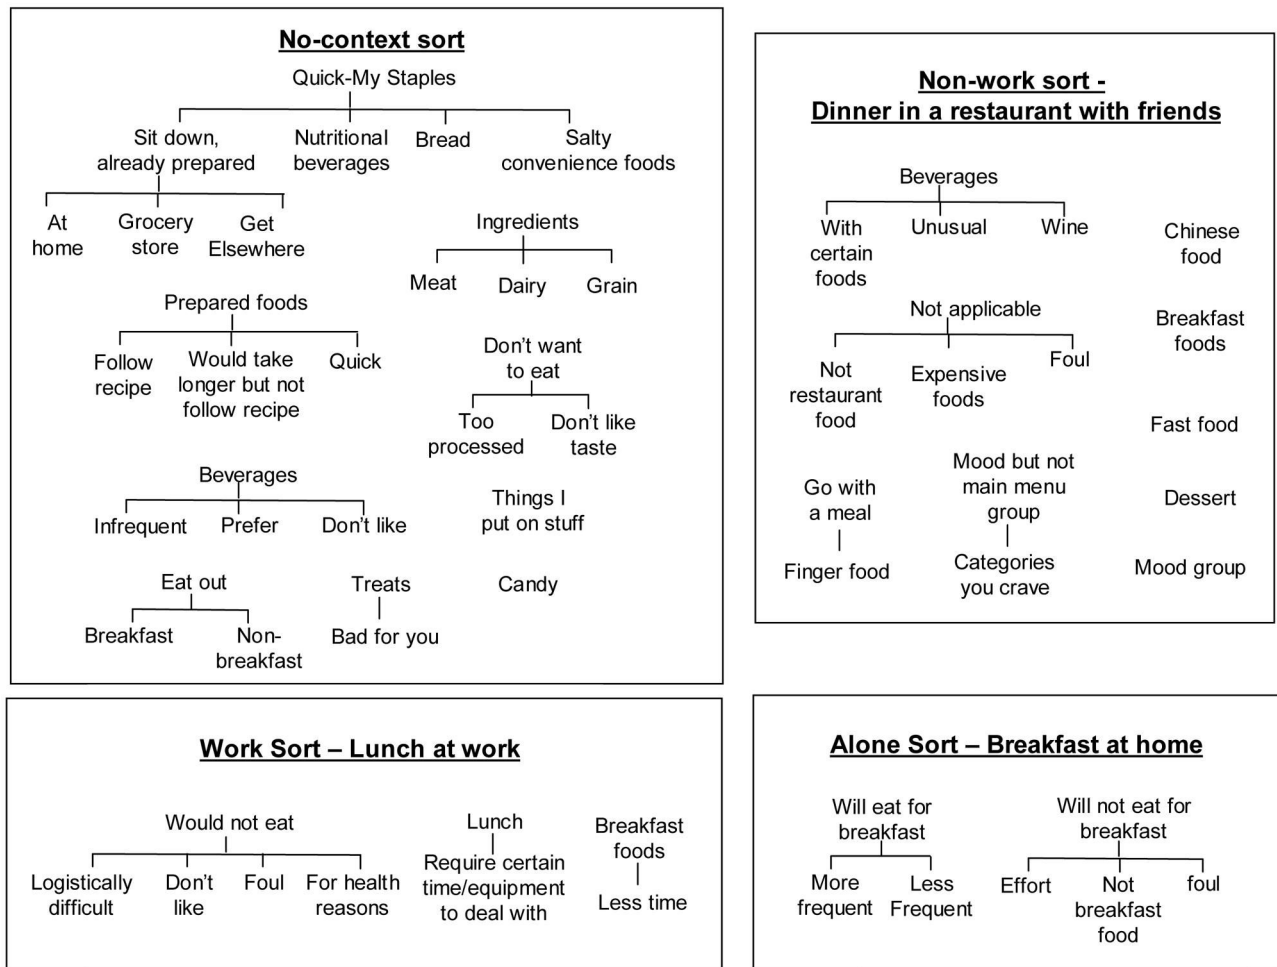 No-context sort
Quick-My Staples
Sit down,
already prepared
Nutritional
beverages
Bread
Salty
convenience foods
At
home
Grocery
store
Get
Elsewhere
Ingredients
Meat
Dairy
Grain
Prepared foods
Follow
recipe
Would take
longer but not
follow recipe
Quick
Don’t want
to eat
Too
processed
Don’t like
taste
Beverages
Infrequent
Prefer
Don’t like
Things I
put on stuff
Eat out
Breakfast
Non-
breakfast
Treats
Bad for you
Candy
Non-work sort -
Dinner in a restaurant with friends
Beverages
With
certain
foods
Unusual
Wine
Chinese
food
Not applicable
Not
restaurant
food
Expensive
foods
Foul
Breakfast
foods
Fast food
Go with
a meal
Finger food
Mood but not
main menu
group
Categories
you crave
Dessert
Mood group
Work Sort – Lunch at work
Would not eat
Logistically
difficult
Don’t
like
Foul
For health
reasons
Lunch
Require certain
time/equipment
to deal with
Breakfast
foods
Less time
Alone Sort – Breakfast at home
Will eat for
breakfast
More
frequent
Less
Frequent
Will not eat for
breakfast
Effort
Not
breakfast
food
foul